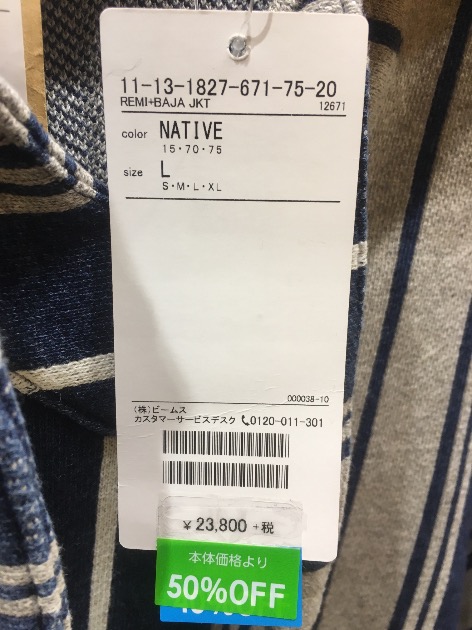 11-13-1827-671-75-20
REMI+BAJA JKT 12671
color NATIVE
15・70・75
size L
S・M・L・XL
000038-10
(株)ビームス
カスタマーサービスデスク 0120-011-301
¥23,800 +税
本体価格より
50%OFF